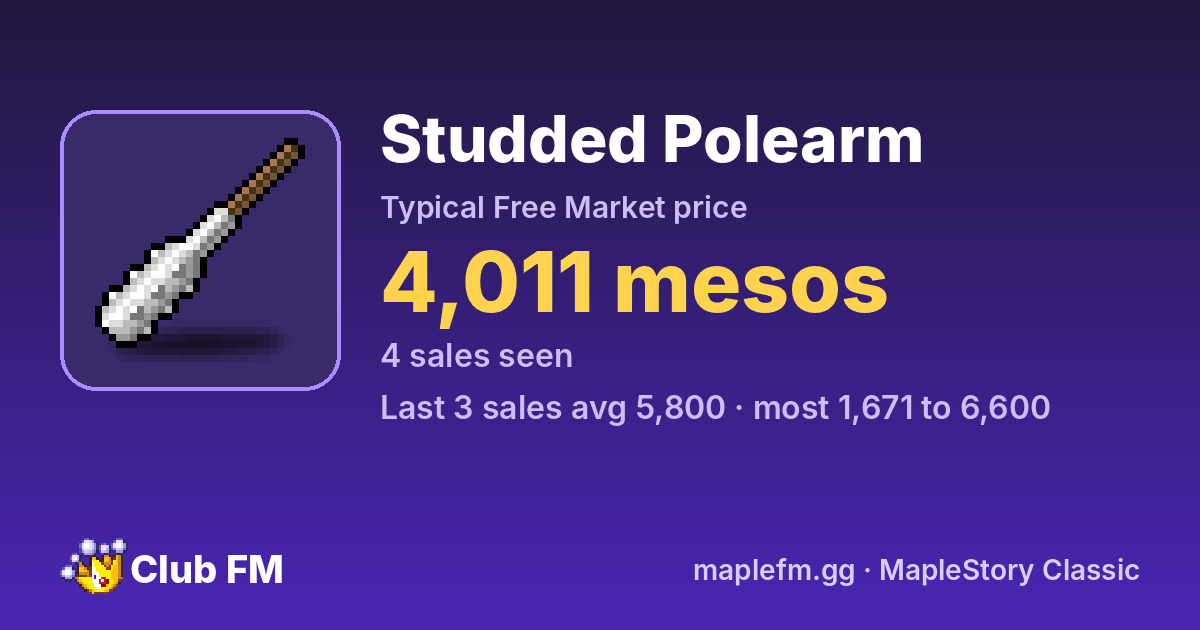 Studded Polearm
Typical Free Market price
4,011 mesos
4 sales seen
Last 3 sales avg 5,800 · most 1,671 to 6,600
Club FM
maplefm.gg · MapleStory Classic